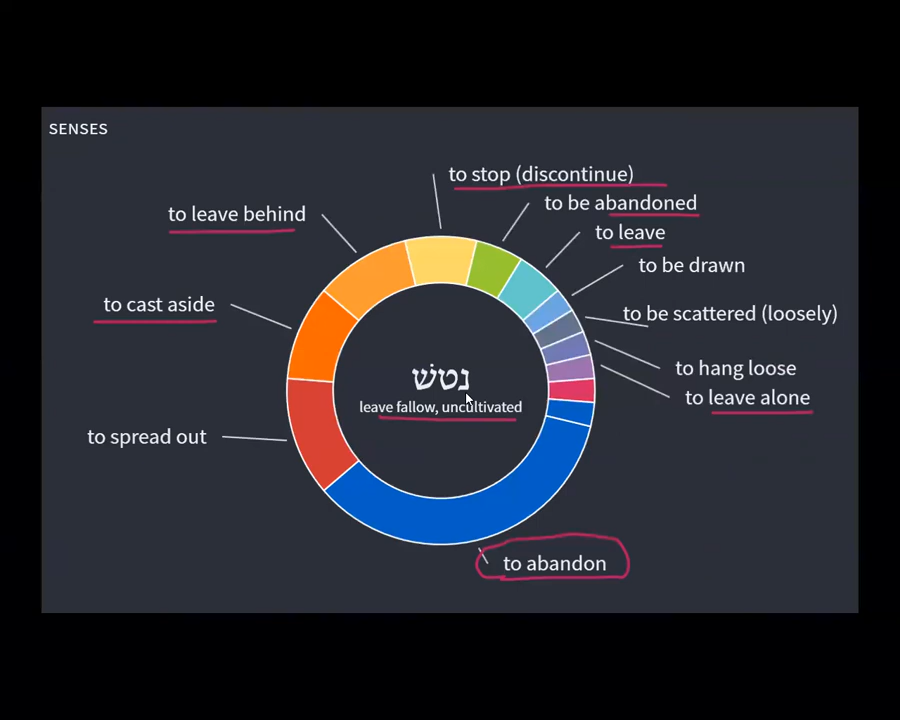 SENSES
to stop (discontinue)
to be abandoned
to leave behind
to leave
to be drawn
to cast aside
to be scattered (loosely)
to hang loose
נטשׁ
to leave alone
leave fallow, uncultivated
to spread out
to abandon